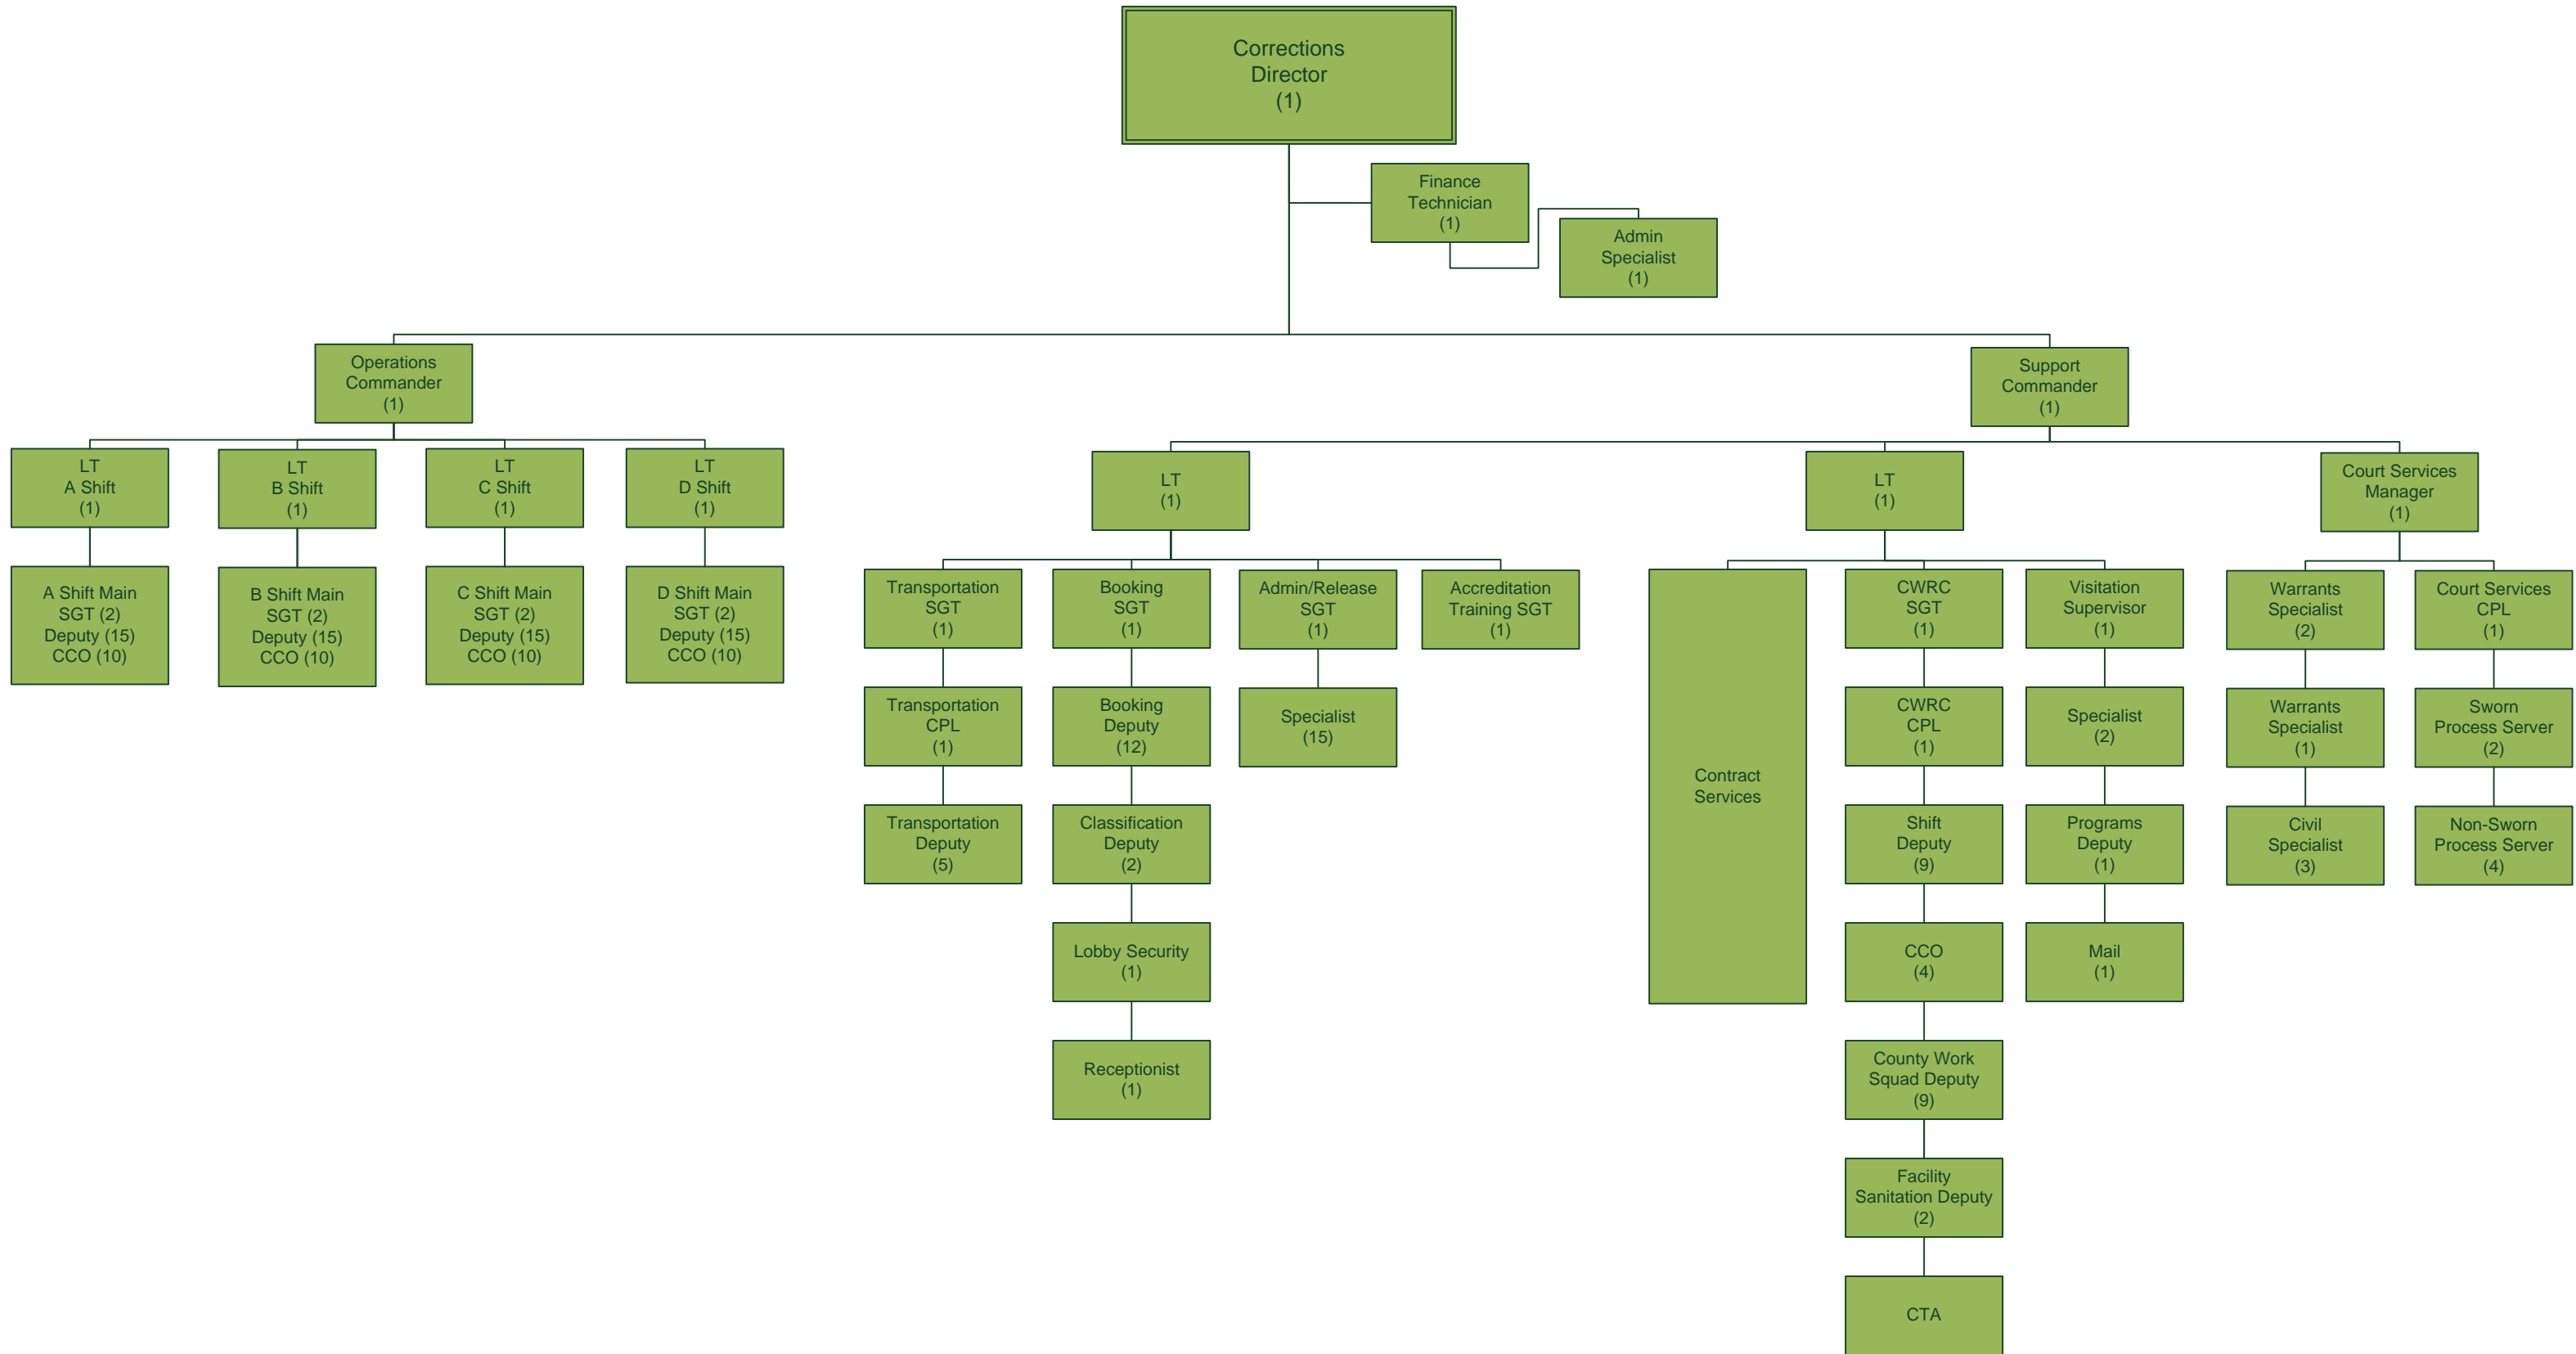 Corrections
Director
(1)
Finance
Technician
(1)
Admin
Specialist
(1)
Operations
Commander
(1)
Support
Commander
(1)
LT
A Shift
(1)
LT
B Shift
(1)
LT
C Shift
(1)
LT
D Shift
(1)
LT
(1)
LT
(1)
Court Services
Manager
(1)
A Shift Main
SGT (2)
Deputy (15)
CCO (10)
B Shift Main
SGT (2)
Deputy (15)
CCO (10)
C Shift Main
SGT (2)
Deputy (15)
CCO (10)
D Shift Main
SGT (2)
Deputy (15)
CCO (10)
Transportation
SGT
(1)
Booking
SGT
(1)
Admin/Release
SGT
(1)
Accreditation
Training SGT
(1)
Contract
Services
CWRC
SGT
(1)
Visitation
Supervisor
(1)
Warrants
Specialist
(2)
Court Services
CPL
(1)
Transportation
CPL
(1)
Booking
Deputy
(12)
Specialist
(15)
CWRC
CPL
(1)
Specialist
(2)
Warrants
Specialist
(1)
Sworn
Process Server
(2)
Transportation
Deputy
(5)
Classification
Deputy
(2)
Shift
Deputy
(9)
Programs
Deputy
(1)
Civil
Specialist
(3)
Non-Sworn
Process Server
(4)
Lobby Security
(1)
CCO
(4)
Mail
(1)
Receptionist
(1)
County Work
Squad Deputy
(9)
Facility
Sanitation Deputy
(2)
CTA